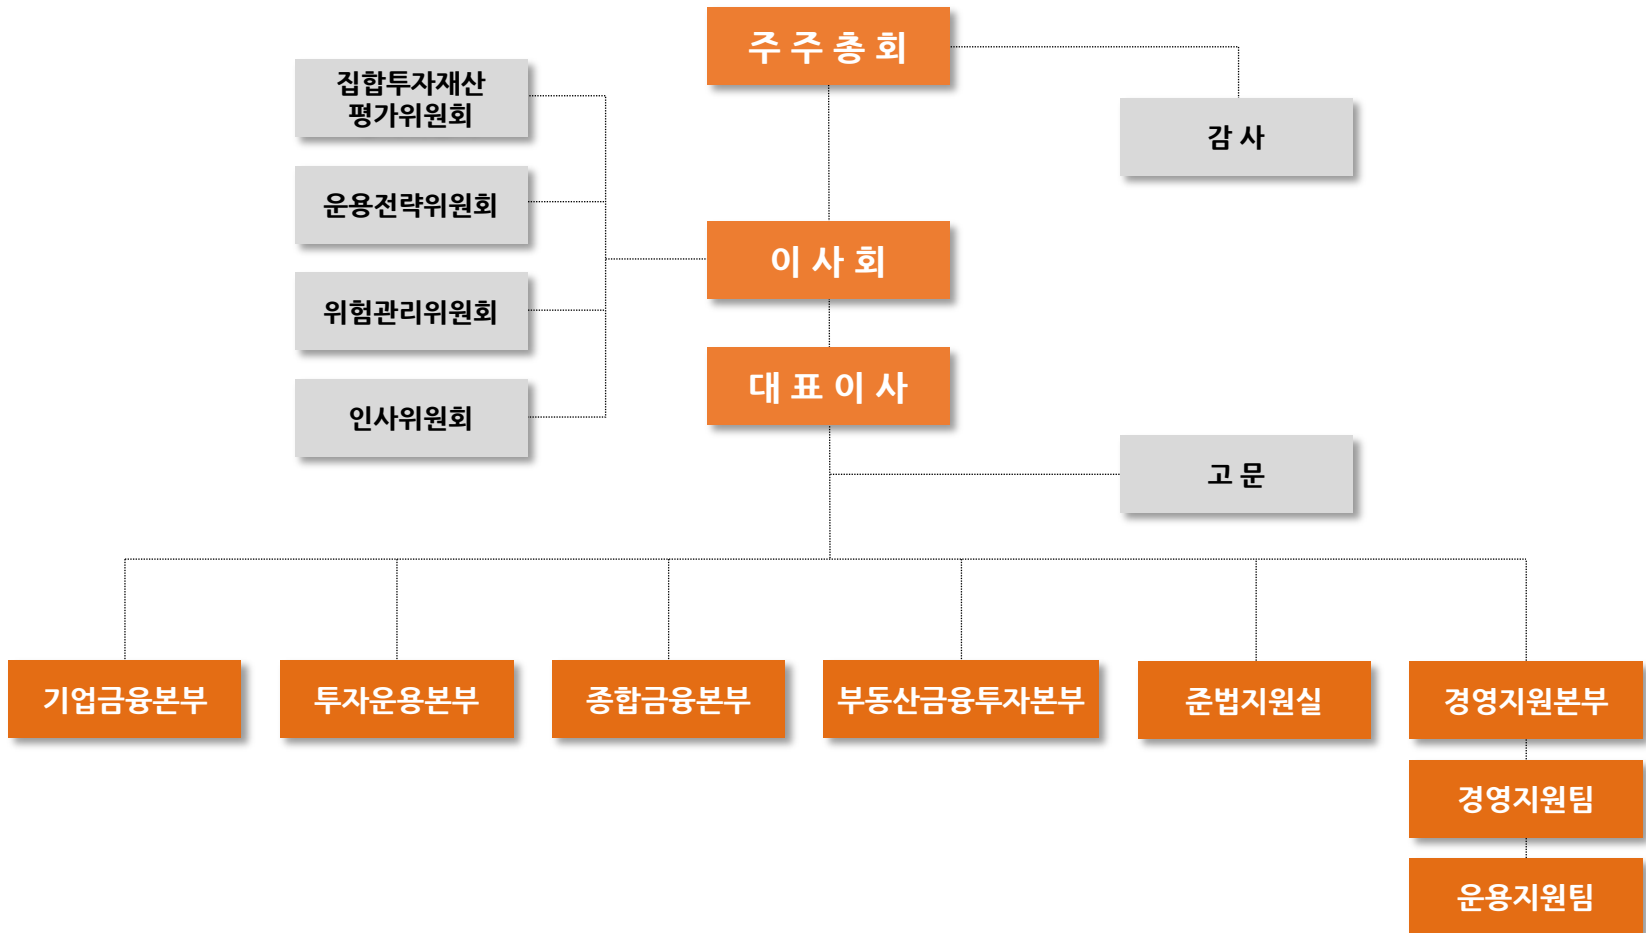 주 주 총 회
집합투자재산
평가위원회
감 사
운용전략위원회
이 사 회
위험관리위원회
대 표 이 사
인사위원회
고 문
기업금융본부
투자운용본부
종합금융본부
부동산금융투자본부
준법지원실
경영지원본부
경영지원팀
운용지원팀